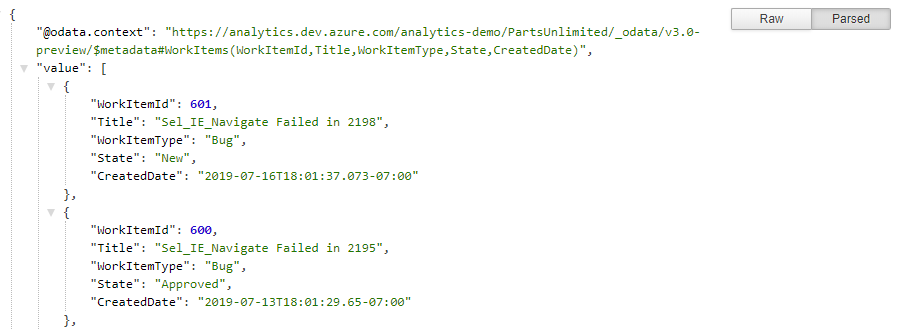 {
Raw Parsed
"@odata.context": "https://analytics.dev.azure.com/analytics-demo/PartsUnlimited/_odata/v3.0-
preview/$metadata#WorkItems(WorkItemId,Title,WorkItemType,State,CreatedDate)",
"value": [
{
"WorkItemId": 601,
"Title": "Sel_IE_Navigate Failed in 2198",
"WorkItemType": "Bug",
"State": "New",
"CreatedDate": "2019-07-16T18:01:37.073-07:00"
},
{
"WorkItemId": 600,
"Title": "Sel_IE_Navigate Failed in 2195",
"WorkItemType": "Bug",
"State": "Approved",
"CreatedDate": "2019-07-13T18:01:29.65-07:00"
},